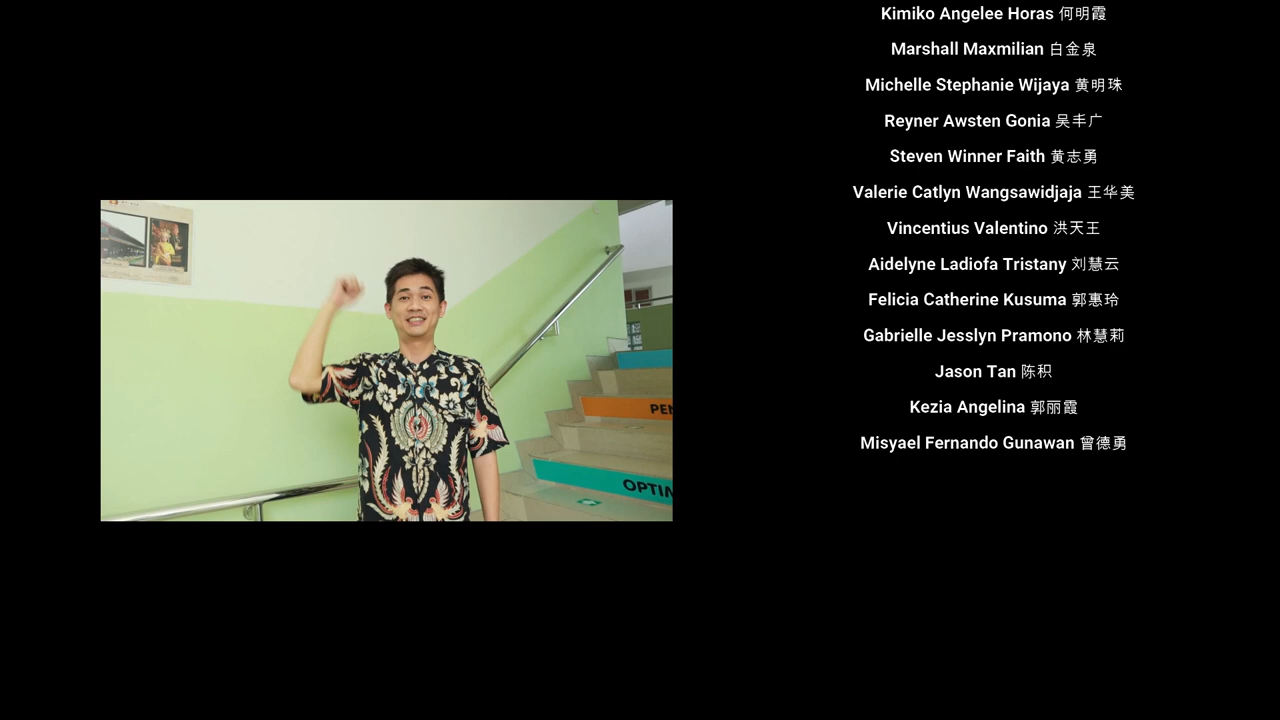 Kimiko Angelee Horas 何明霞
Marshall Maxmilian 白金泉
Michelle Stephanie Wijaya 黄明珠
Reyner Awsten Gonia 吴丰广
Steven Winner Faith 黄志勇
Valerie Catlyn Wangsawidjaja 王华美
Vincentius Valentino 洪天王
Aidelyne Ladiofa Tristany 刘慧云
Felicia Catherine Kusuma 郭惠玲
Gabrielle Jesslyn Pramono 林慧莉
Jason Tan 陈积
Kezia Angelina 郭丽霞
Misyael Fernando Gunawan 曾德勇
PEN
OPTIN